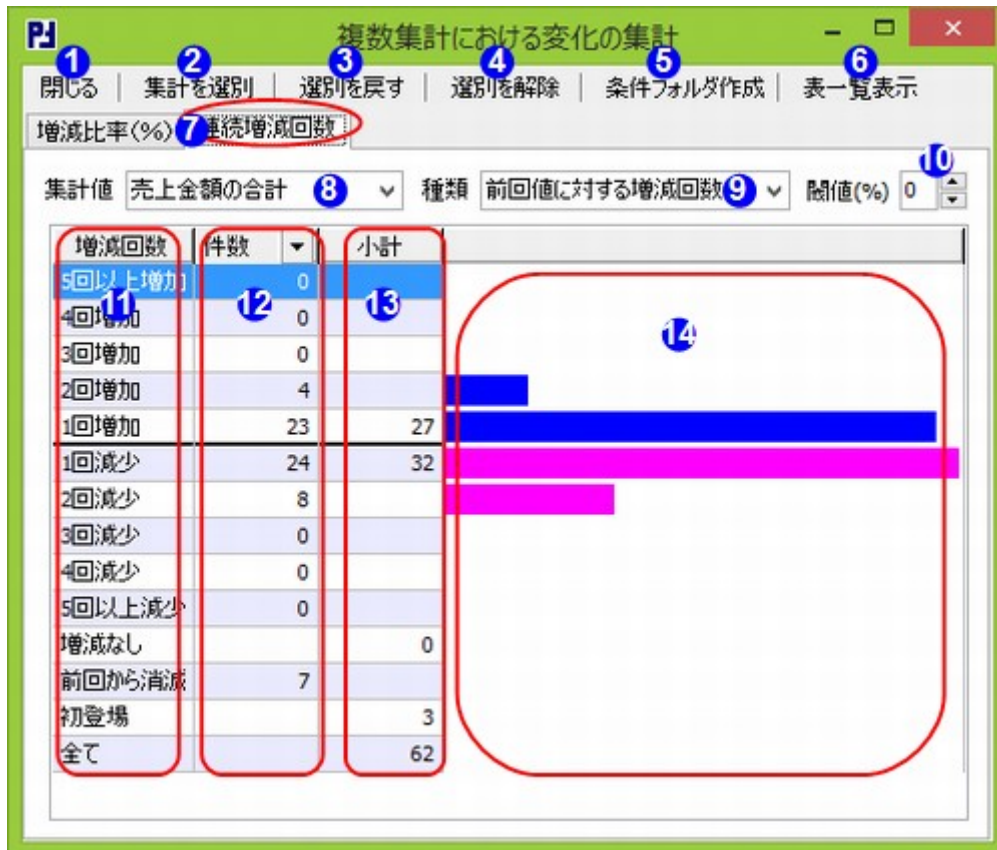 PJ 複数集計における変化の集計
1 2 3 4 5 6
閉じる | 集計を選別 | 選別を戻す | 選別を解除 | 条件フォルダ作成 | 表一覧表示
増減比率(%) 7 連続増減回数
10
集計値 売上金額の合計 8 種類 前回値に対する増減回数 9 閾値(%) 0
増減回数 件数 小計
5回以上増加 0
11 12 13 14
4回増加 0
3回増加 0
2回増加 4
1回増加 23 27
1回減少 24 32
2回減少 8
3回減少 0
4回減少 0
5回以上減少 0
増減なし 0
前回から消滅 7
初登場 3
全て 62